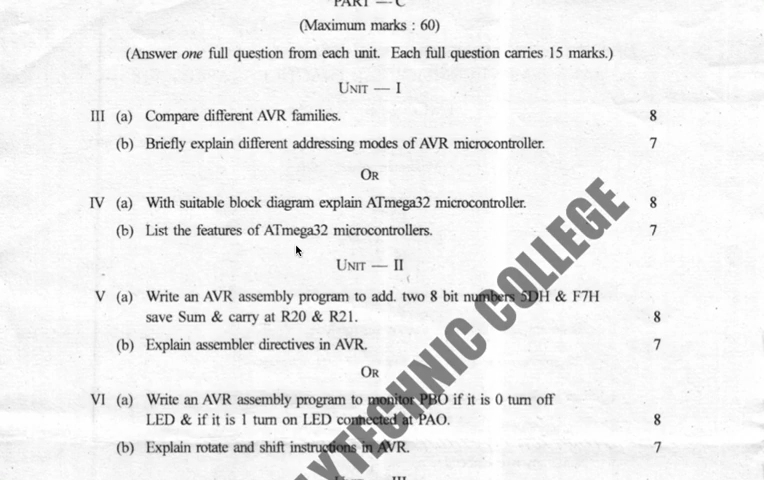 PART — C
(Maximum marks : 60)
(Answer one full question from each unit. Each full question carries 15 marks.)
UNIT — I
III (a) Compare different AVR families. 8
(b) Briefly explain different addressing modes of AVR microcontroller. 7
OR
IV (a) With suitable block diagram explain ATmega32 microcontroller. 8
(b) List the features of ATmega32 microcontrollers. 7
UNIT — II
V (a) Write an AVR assembly program to add. two 8 bit numbers 5DH & F7H
save Sum & carry at R20 & R21. 8
(b) Explain assembler directives in AVR. 7
OR
VI (a) Write an AVR assembly program to monitor PBO if it is 0 turn off
LED & if it is 1 turn on LED connected at PAO. 8
(b) Explain rotate and shift instructions in AVR. 7
LYTECHNIC COLLEGE